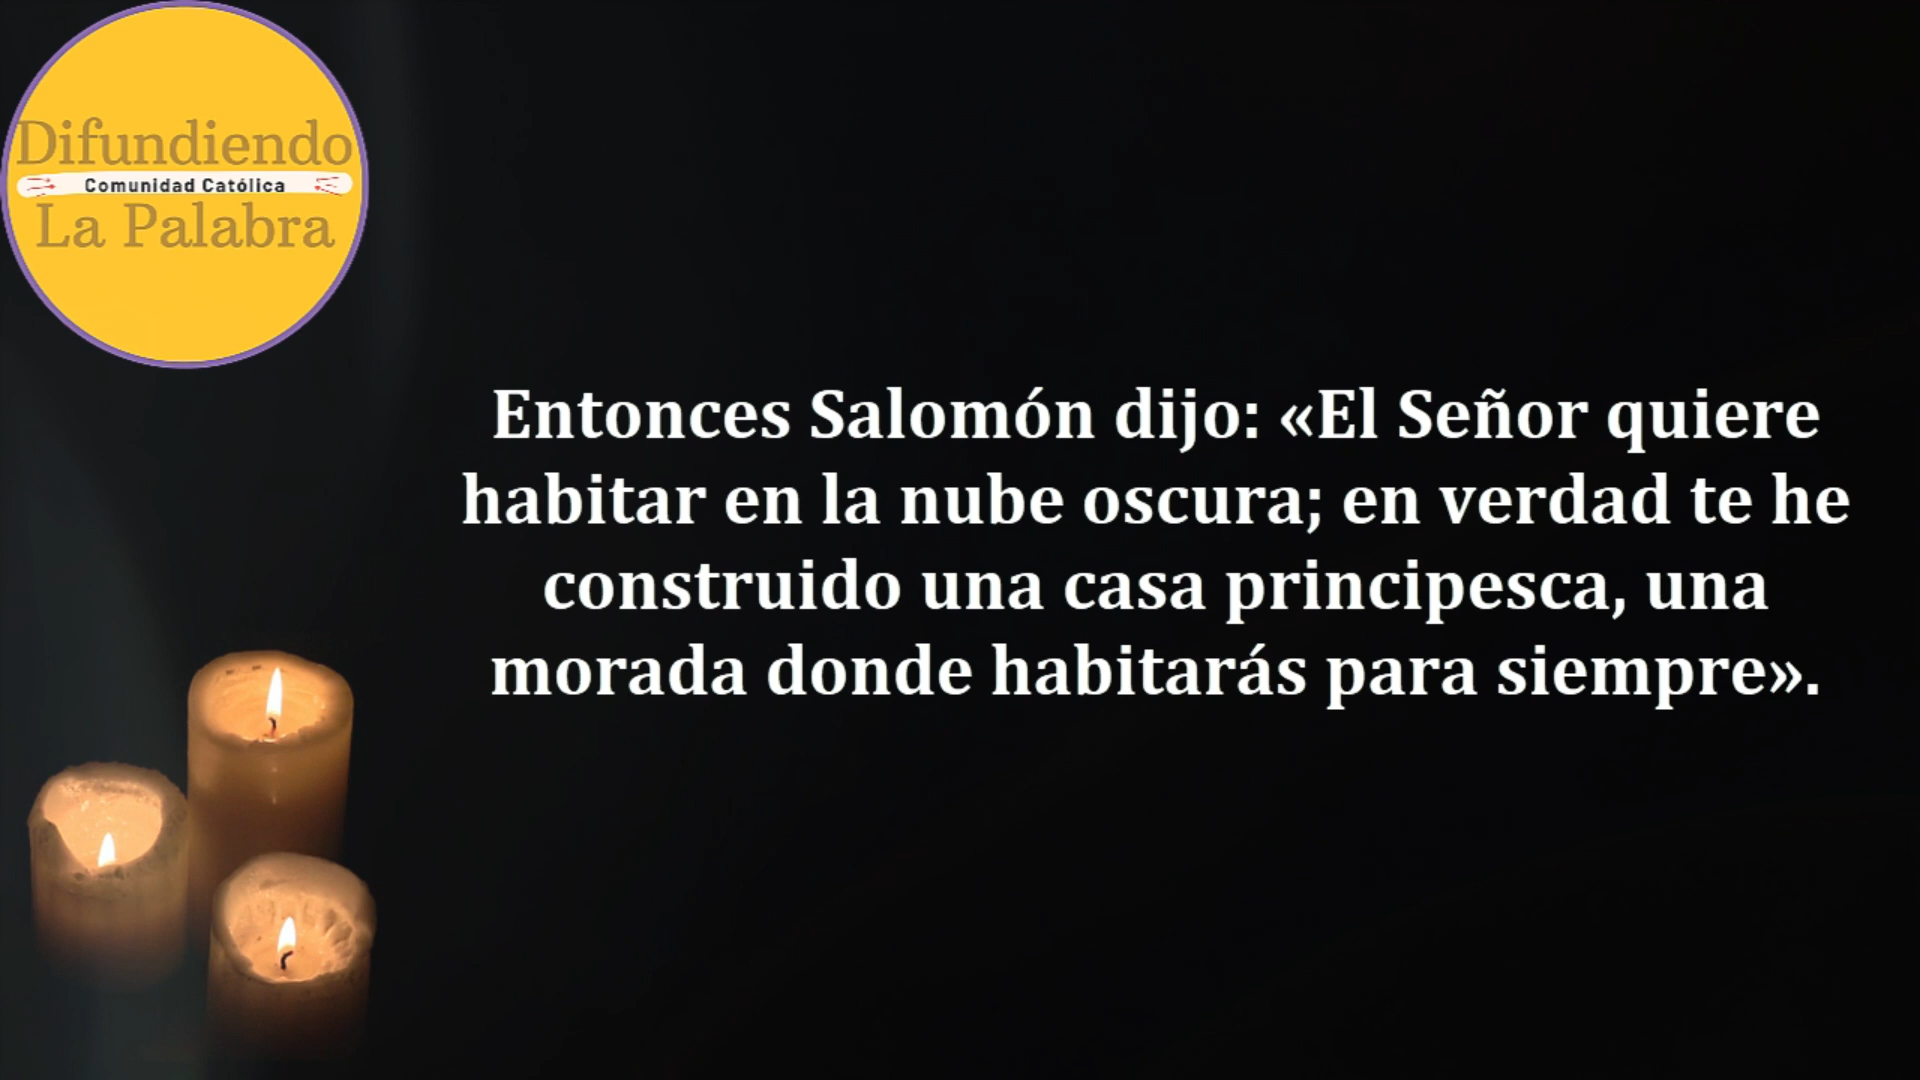 Difundiendo
Comunidad Católica
La Palabra
Entonces Salomón dijo: «El Señor quiere
habitar en la nube oscura; en verdad te he
construido una casa principesca, una
morada donde habitarás para siempre».